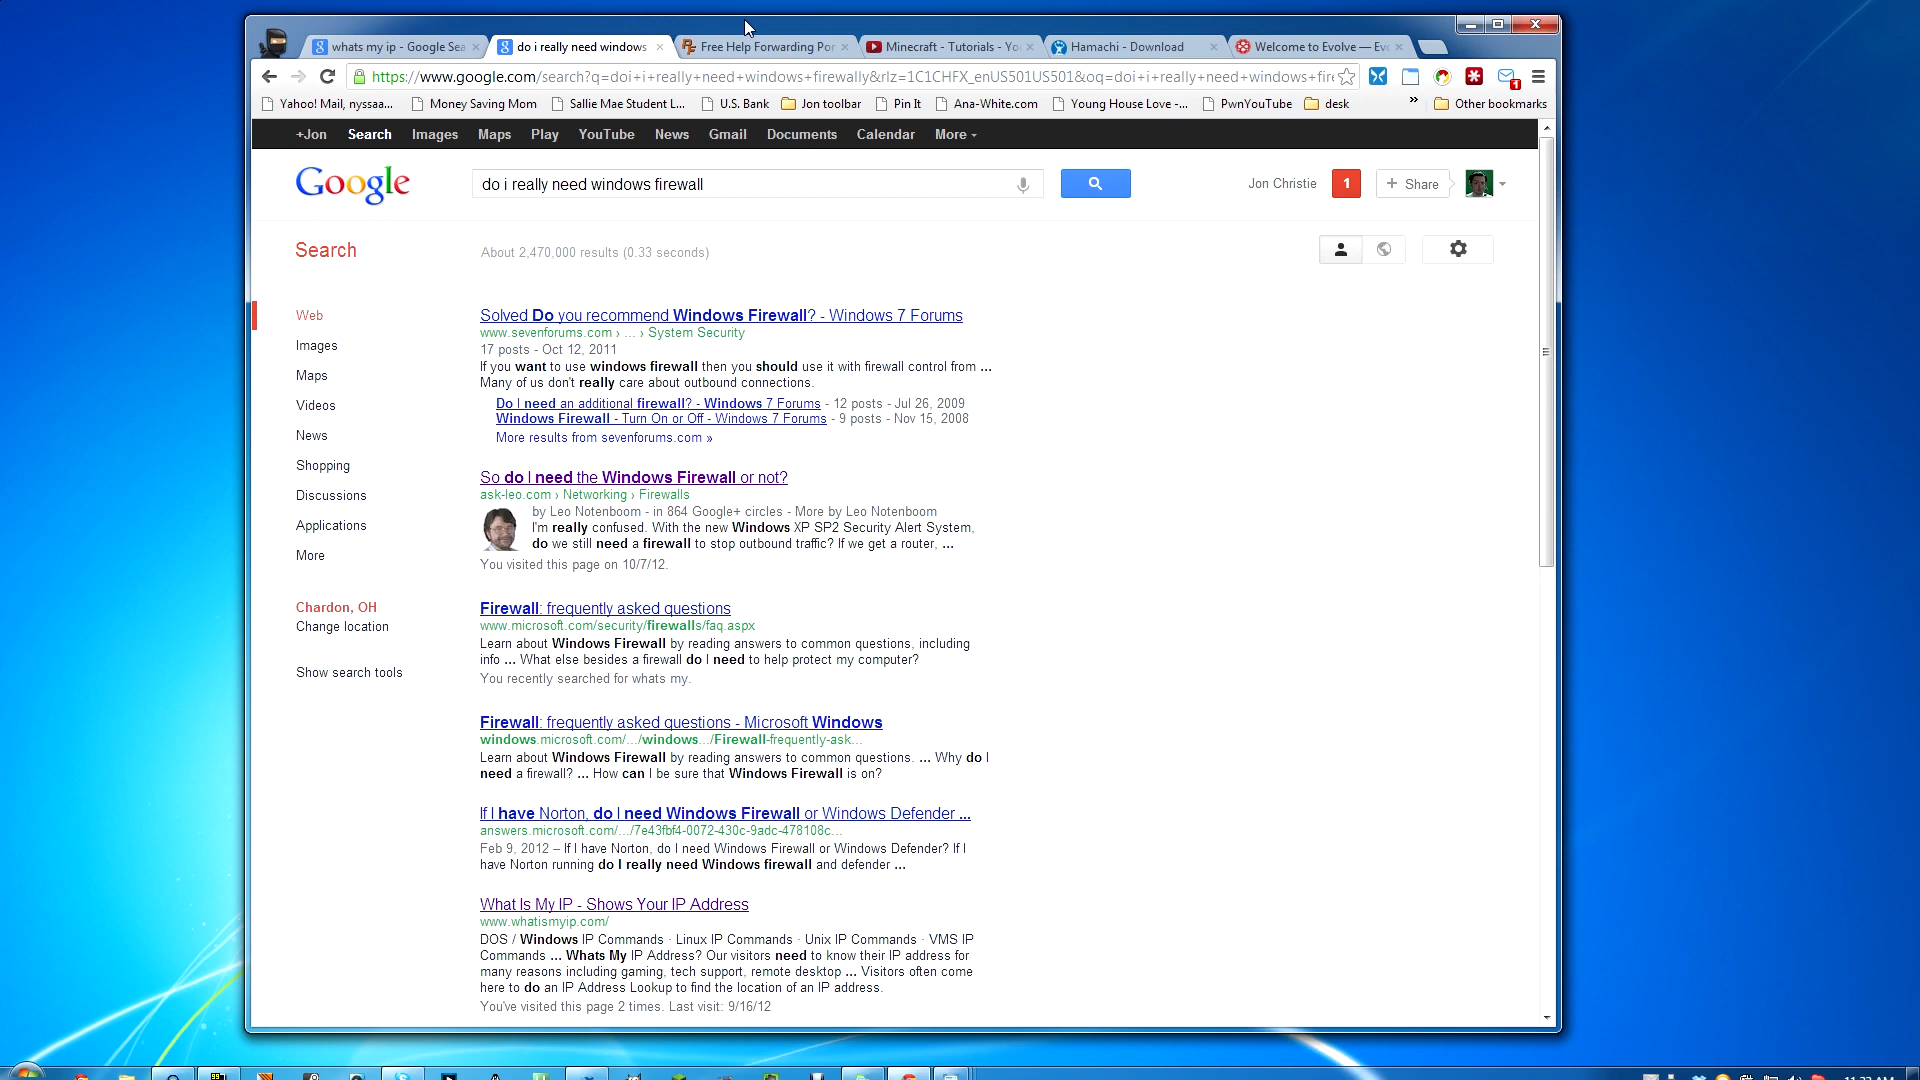 whats my ip - Google Sea
do i really need windows
Free Help Forwarding Por
Minecraft - Tutorials - Yo
Hamachi - Download
Welcome to Evolve — Evo
https://www.google.com/search?q=doi+i+really+need+windows+firewally&rlz=1C1CHFX_enUS501US501&oq=doi+i+really+need+windows+fir
1
Yahoo! Mail, nyssaa...
Money Saving Mom
Sallie Mae Student L...
U.S. Bank
Jon toolbar
Pin It
Ana-White.com
Young House Love -...
PwnYouTube
desk
»
Other bookmarks
+Jon Search Images Maps Play YouTube News Gmail Documents Calendar More
Google
do i really need windows firewall
Jon Christie
1
+ Share
Search
About 2,470,000 results (0.33 seconds)
Web
Images
Maps
Videos
News
Shopping
Discussions
Applications
More
Chardon, OH
Change location
Show search tools
Solved Do you recommend Windows Firewall? - Windows 7 Forums
www.sevenforums.com › ... › System Security
17 posts - Oct 12, 2011
If you want to use windows firewall then you should use it with firewall control from ...
Many of us don't really care about outbound connections.
Do I need an additional firewall? - Windows 7 Forums - 12 posts - Jul 26, 2009
Windows Firewall - Turn On or Off - Windows 7 Forums - 9 posts - Nov 15, 2008
More results from sevenforums.com »
So do I need the Windows Firewall or not?
ask-leo.com › Networking › Firewalls
by Leo Notenboom - in 864 Google+ circles - More by Leo Notenboom
I'm really confused. With the new Windows XP SP2 Security Alert System,
do we still need a firewall to stop outbound traffic? If we get a router, ...
You visited this page on 10/7/12.
Firewall: frequently asked questions
www.microsoft.com/security/firewalls/faq.aspx
Learn about Windows Firewall by reading answers to common questions, including
info ... What else besides a firewall do I need to help protect my computer?
You recently searched for whats my.
Firewall: frequently asked questions - Microsoft Windows
windows.microsoft.com/.../windows.../Firewall-frequently-ask...
Learn about Windows Firewall by reading answers to common questions. ... Why do I
need a firewall? ... How can I be sure that Windows Firewall is on?
If I have Norton, do I need Windows Firewall or Windows Defender ...
answers.microsoft.com/.../7e43fbf4-0072-430c-9adc-478108c...
Feb 9, 2012 – If I have Norton, do I need Windows Firewall or Windows Defender? If I
have Norton running do I really need Windows firewall and defender ...
What Is My IP - Shows Your IP Address
www.whatismyip.com/
DOS / Windows IP Commands · Linux IP Commands · Unix IP Commands · VMS IP
Commands ... Whats My IP Address? Our visitors need to know their IP address for
many reasons including gaming, tech support, remote desktop ... Visitors often come
here to do an IP Address Lookup to find the location of an IP address.
You've visited this page 2 times. Last visit: 9/16/12